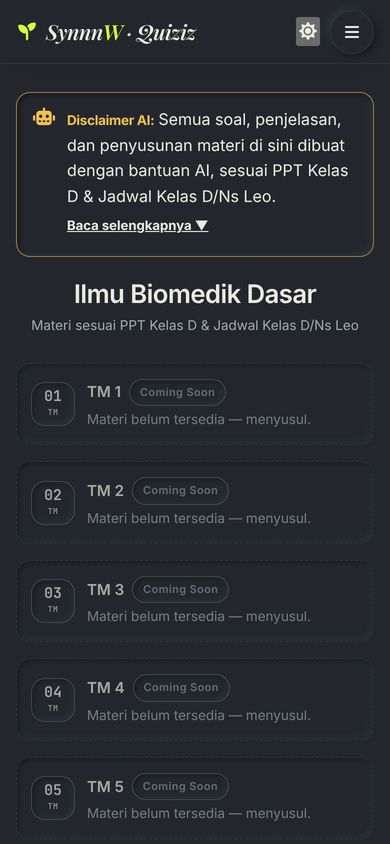 SynnnW · Quiziz
Disclaimer AI: Semua soal, penjelasan,
dan penyusunan materi di sini dibuat
dengan bantuan AI, sesuai PPT Kelas
D & Jadwal Kelas D/Ns Leo.
Baca selengkapnya ▼
Ilmu Biomedik Dasar
Materi sesuai PPT Kelas D & Jadwal Kelas D/Ns Leo
01
TM
TM 1 Coming Soon
Materi belum tersedia — menyusul.
02
TM
TM 2 Coming Soon
Materi belum tersedia — menyusul.
03
TM
TM 3 Coming Soon
Materi belum tersedia — menyusul.
04
TM
TM 4 Coming Soon
Materi belum tersedia — menyusul.
05
TM
TM 5 Coming Soon
Materi belum tersedia — menyusul.